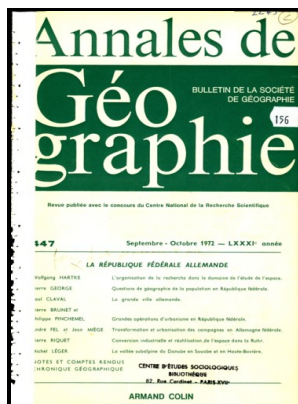 Annales de
Géo
BULLETIN DE LA SOCIÉTÉ
DE GÉOGRAPHIE
156
graphie
Revue publiée avec le concours du Centre National de la Recherche Scientifique
447 Septembre - Octobre 1972 — LXXXIe année
LA RÉPUBLIQUE FÉDÉRALE ALLEMANDE
Wolfgang HARTKE L'organisation de la recherche dans le domaine de l'étude de l'espace.
ierre GEORGE Questions de géographie de la population en République fédérale.
aul CLAVAL La grande ville allemande.
ierre BRUNET et
hilippe PINCHEMEL Grandes opérations d'urbanisme en République fédérale.
ndré FEL et Jean MIÈGE Transformation et urbanisation des campagnes en Allemagne fédérale.
ierre RIQUET Conversion industrielle et réutilisation de l'espace dans la Ruhr.
ichel LÉGER La vallée subalpine du Danube en Souabe et en Haute-Bavière.
NOTES ET COMPTES RENDUS
CHRONIQUE GÉOGRAPHIQUE
CENTRE D'ÉTUDES SOCIOLOGIQUES
BIBLIOTHÈQUE
82, Rue Cardinet - PARIS-XVIIe
ARMAND COLIN